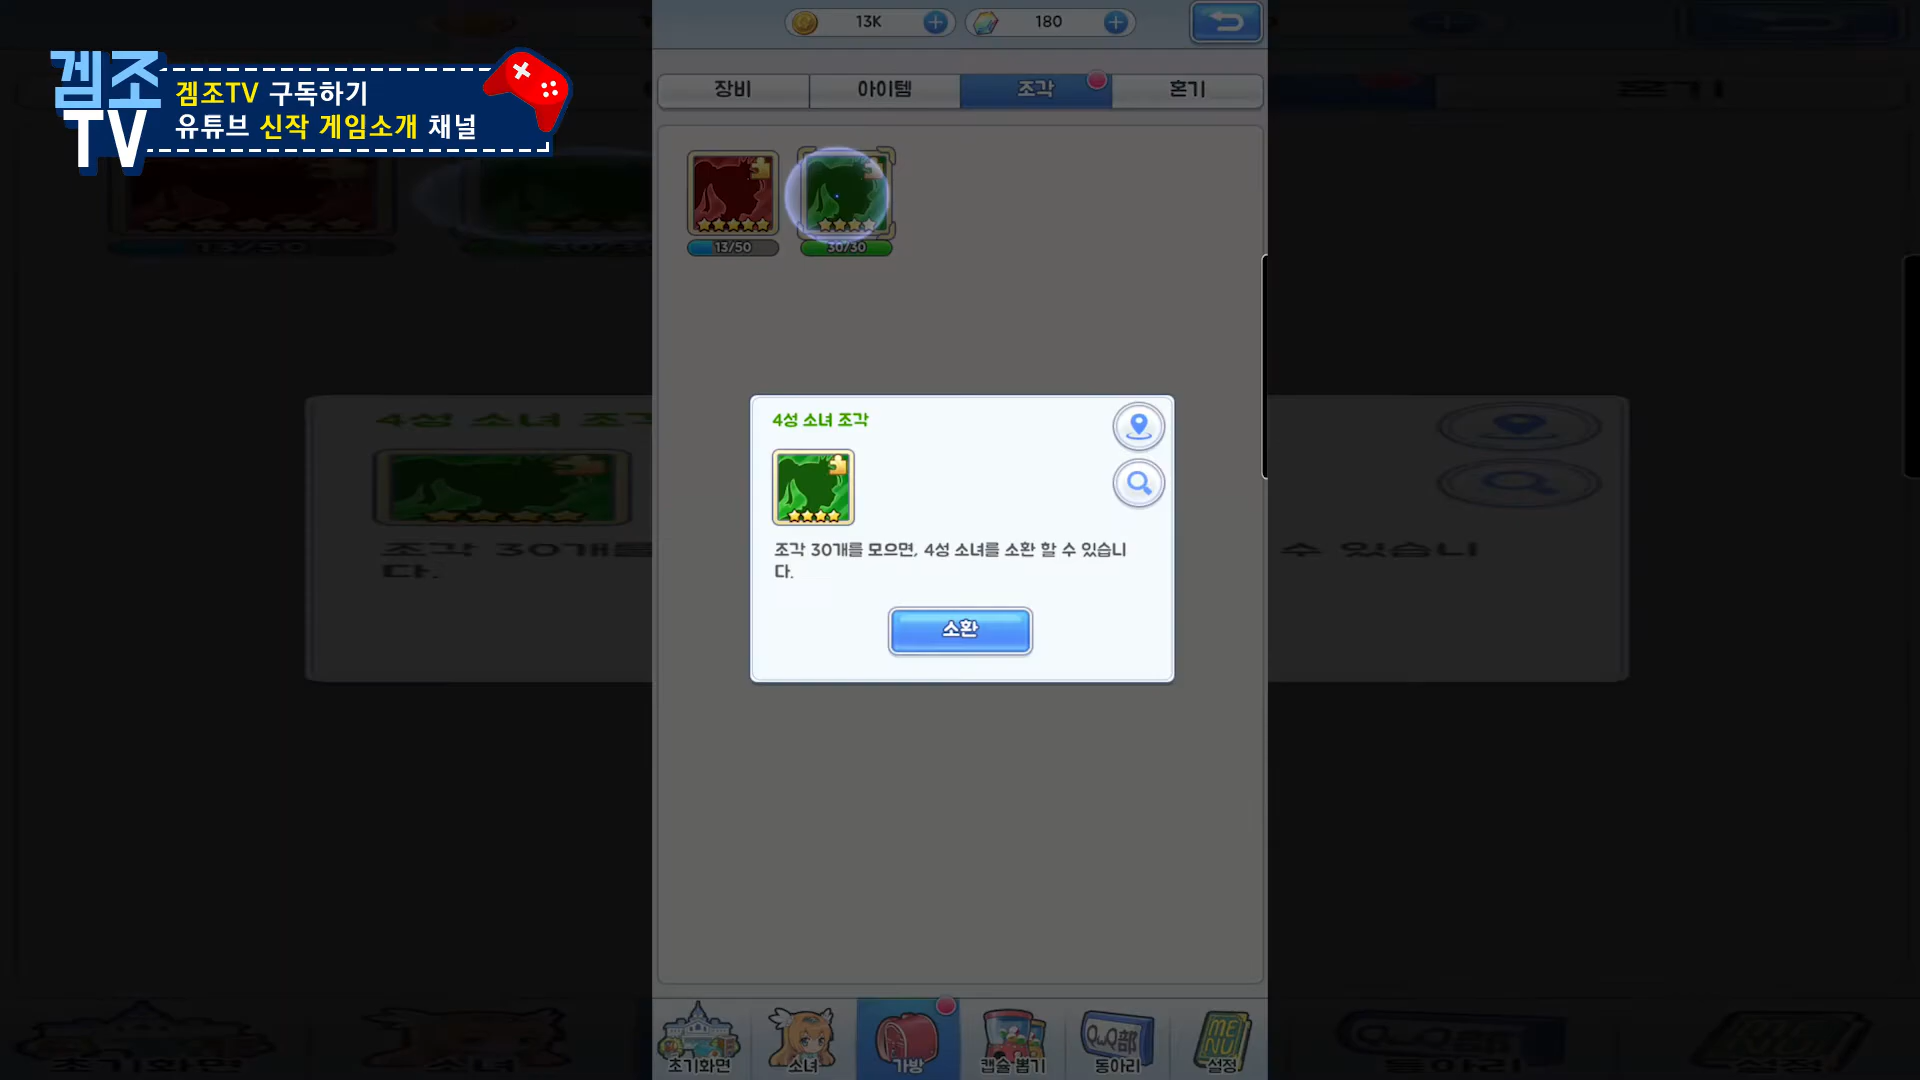 겜조
TV
겜조TV 구독하기
유튜브 신작 게임소개 채널
13K
180
장비
아이템
조각
혼기
13/50
30/30
4성 소녀 조각
조각 30개를 모으면, 4성 소녀를 소환 할 수 있습니
다.
소환
초기화면
소녀
가방
캡슐 뽑기
QwQ部
동아리
MENU
설정